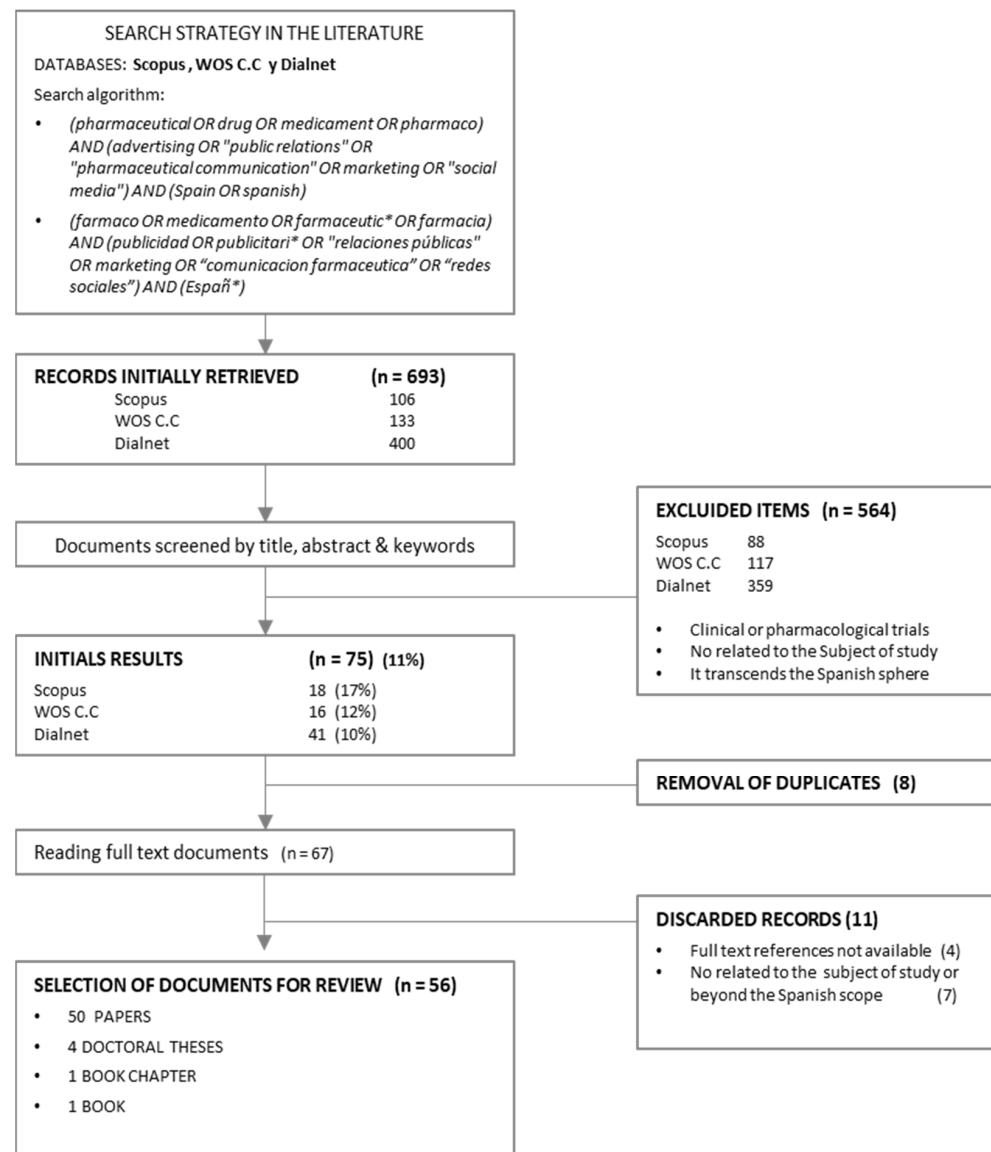 SEARCH STRATEGY IN THE LITERATURE
DATABASES: Scopus, WOS C.C y Dialnet
Search algorithm:
• (pharmaceutical OR drug OR medicament OR pharmaco)
AND (advertising OR "public relations" OR
"pharmaceutical communication" OR marketing OR "social
media") AND (Spain OR spanish)
• (farmaco OR medicamento OR farmaceutic* OR farmacia)
AND (publicidad OR publicitari* OR "relaciones públicas"
OR marketing OR “comunicacion farmaceutica” OR “redes
sociales”) AND (Españ*)
RECORDS INITIALLY RETRIEVED (n = 693)
Scopus 106
WOS C.C 133
Dialnet 400
Documents screened by title, abstract & keywords
EXCLUIDED ITEMS (n = 564)
Scopus 88
WOS C.C 117
Dialnet 359
• Clinical or pharmacological trials
• No related to the Subject of study
• It transcends the Spanish sphere
INITIALS RESULTS (n = 75) (11%)
Scopus 18 (17%)
WOS C.C 16 (12%)
Dialnet 41 (10%)
REMOVAL OF DUPLICATES (8)
Reading full text documents (n = 67)
DISCARDED RECORDS (11)
• Full text references not available (4)
• No related to the subject of study or
beyond the Spanish scope (7)
SELECTION OF DOCUMENTS FOR REVIEW (n = 56)
• 50 PAPERS
• 4 DOCTORAL THESES
• 1 BOOK CHAPTER
• 1 BOOK